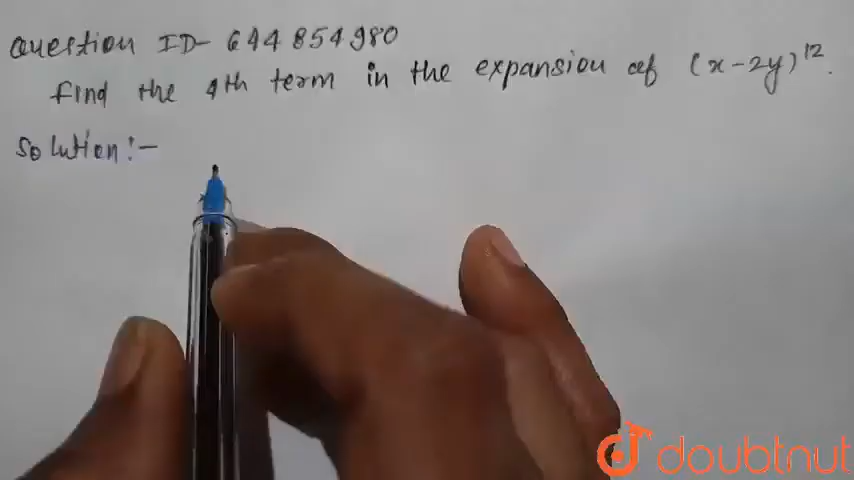 Question ID- 644854980
Find the 4th term in the expansion of (x-2y)¹².
Solution:-
doubtnut